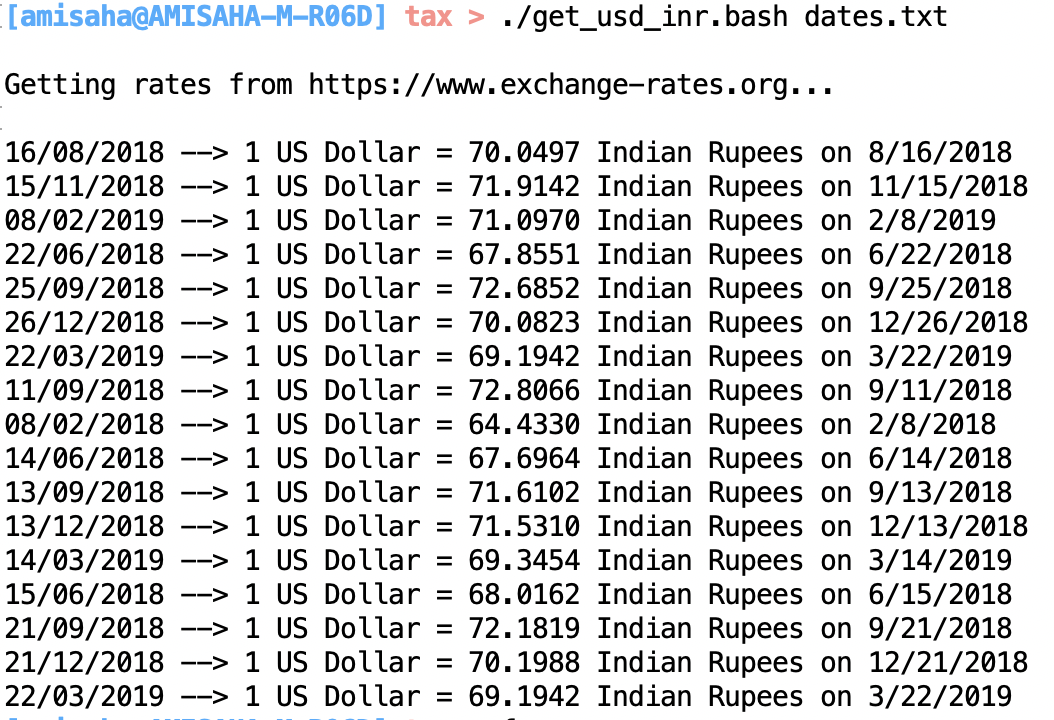 [amisaha@AMISAHA-M-R06D] tax > ./get_usd_inr.bash dates.txt
Getting rates from https://www.exchange-rates.org...
16/08/2018 --> 1 US Dollar = 70.0497 Indian Rupees on 8/16/2018
15/11/2018 --> 1 US Dollar = 71.9142 Indian Rupees on 11/15/2018
08/02/2019 --> 1 US Dollar = 71.0970 Indian Rupees on 2/8/2019
22/06/2018 --> 1 US Dollar = 67.8551 Indian Rupees on 6/22/2018
25/09/2018 --> 1 US Dollar = 72.6852 Indian Rupees on 9/25/2018
26/12/2018 --> 1 US Dollar = 70.0823 Indian Rupees on 12/26/2018
22/03/2019 --> 1 US Dollar = 69.1942 Indian Rupees on 3/22/2019
11/09/2018 --> 1 US Dollar = 72.8066 Indian Rupees on 9/11/2018
08/02/2018 --> 1 US Dollar = 64.4330 Indian Rupees on 2/8/2018
14/06/2018 --> 1 US Dollar = 67.6964 Indian Rupees on 6/14/2018
13/09/2018 --> 1 US Dollar = 71.6102 Indian Rupees on 9/13/2018
13/12/2018 --> 1 US Dollar = 71.5310 Indian Rupees on 12/13/2018
14/03/2019 --> 1 US Dollar = 69.3454 Indian Rupees on 3/14/2019
15/06/2018 --> 1 US Dollar = 68.0162 Indian Rupees on 6/15/2018
21/09/2018 --> 1 US Dollar = 72.1819 Indian Rupees on 9/21/2018
21/12/2018 --> 1 US Dollar = 70.1988 Indian Rupees on 12/21/2018
22/03/2019 --> 1 US Dollar = 69.1942 Indian Rupees on 3/22/2019